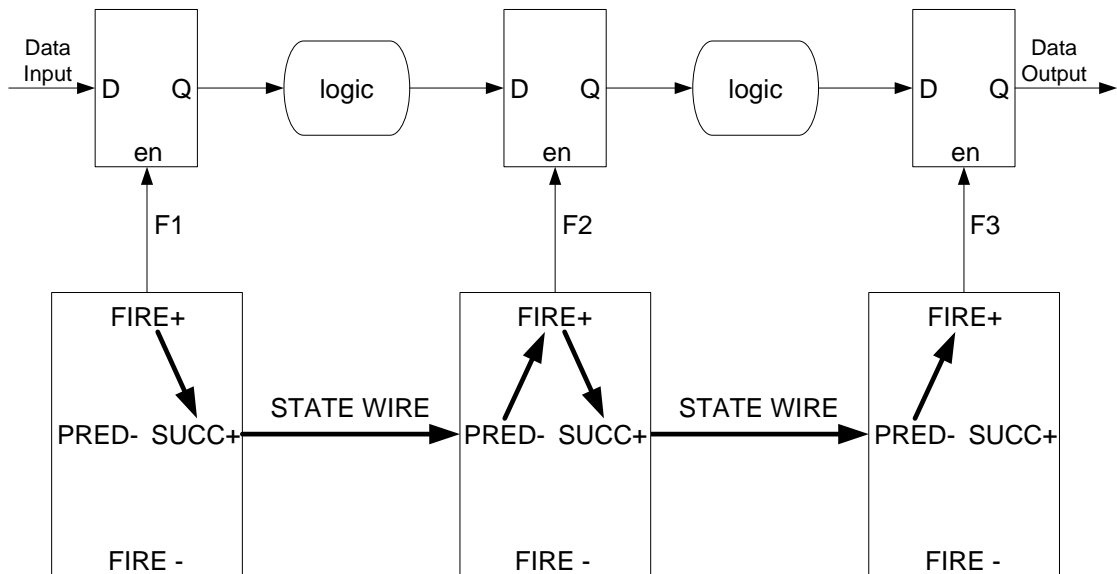 Data
Input
D Q
en
logic
D Q
en
logic
D Q
en
Data
Output
F1
F2
F3
FIRE+
PRED- SUCC+
FIRE -
STATE WIRE
FIRE+
PRED- SUCC+
FIRE -
STATE WIRE
FIRE+
PRED- SUCC+
FIRE -